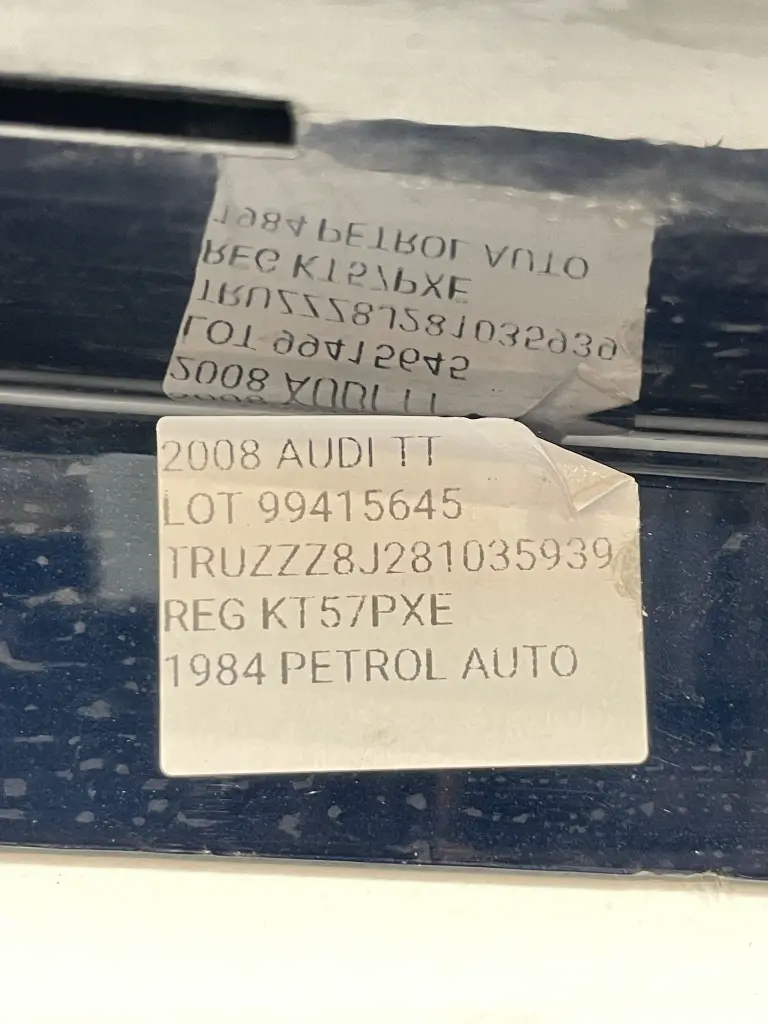 2008 AUDI TT
LOT 99415645
TRUZZZ8J281035939
REG KT57PXE
1984 PETROL AUTO